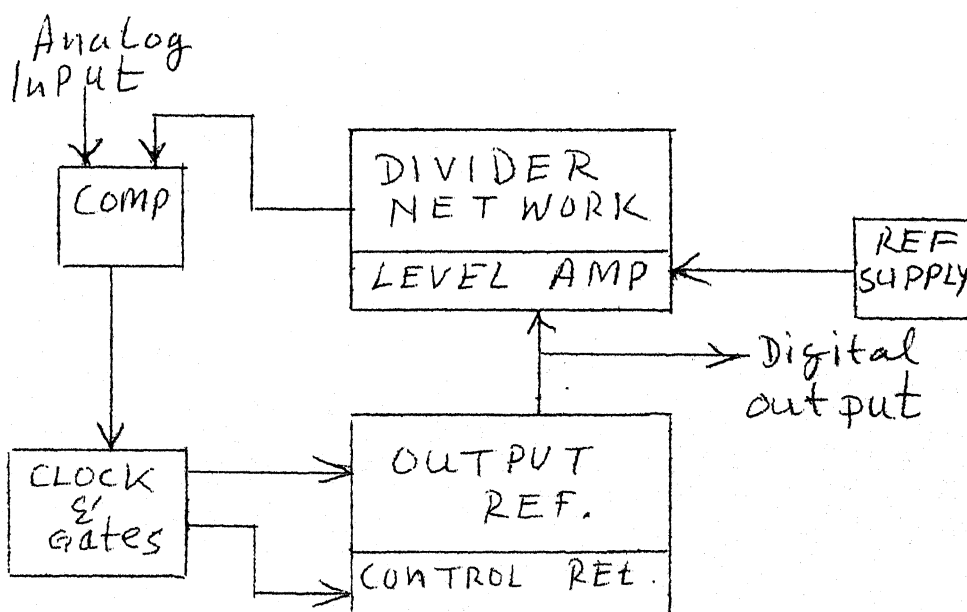 Analog
Input
COMP
DIVIDER
NETWORK
LEVEL AMP
REF
SUPPLY
Digital
output
CLOCK
&
Gates
OUTPUT
REF.
CONTROL REt.